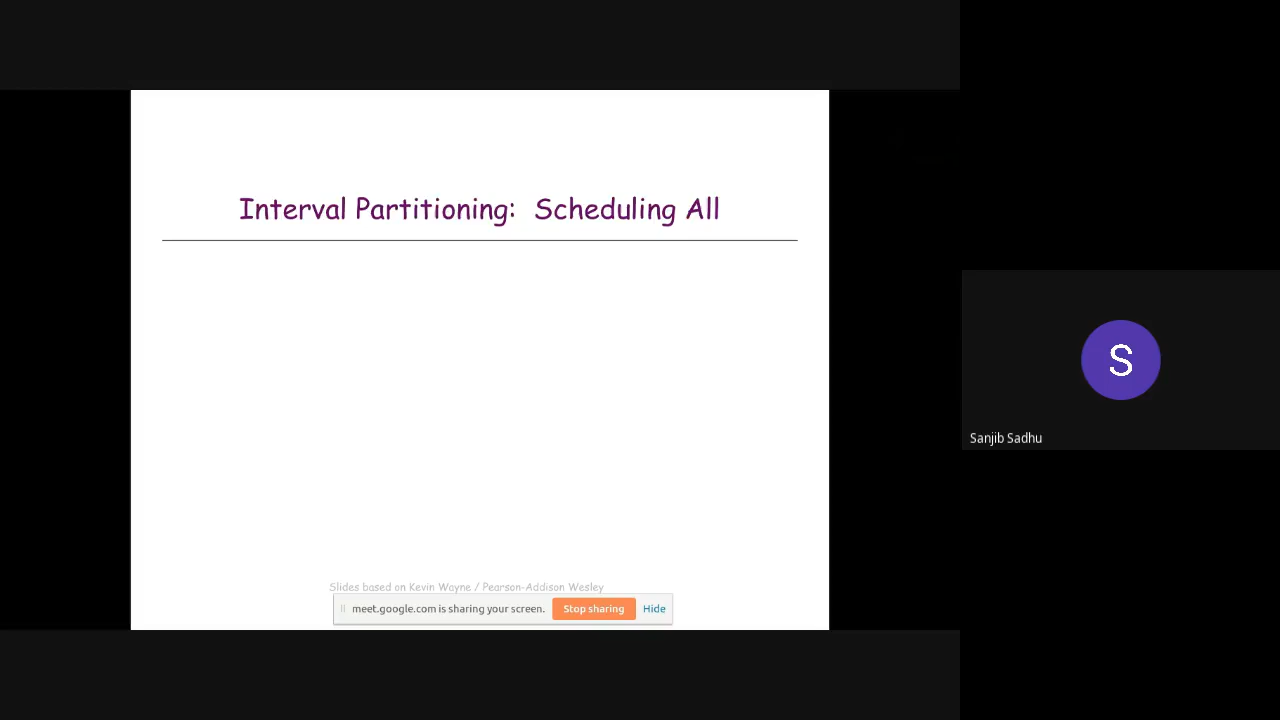 Interval Partitioning: Scheduling All
Slides based on Kevin Wayne / Pearson-Addison Wesley
meet.google.com is sharing your screen. Stop sharing Hide
S
Sanjib Sadhu